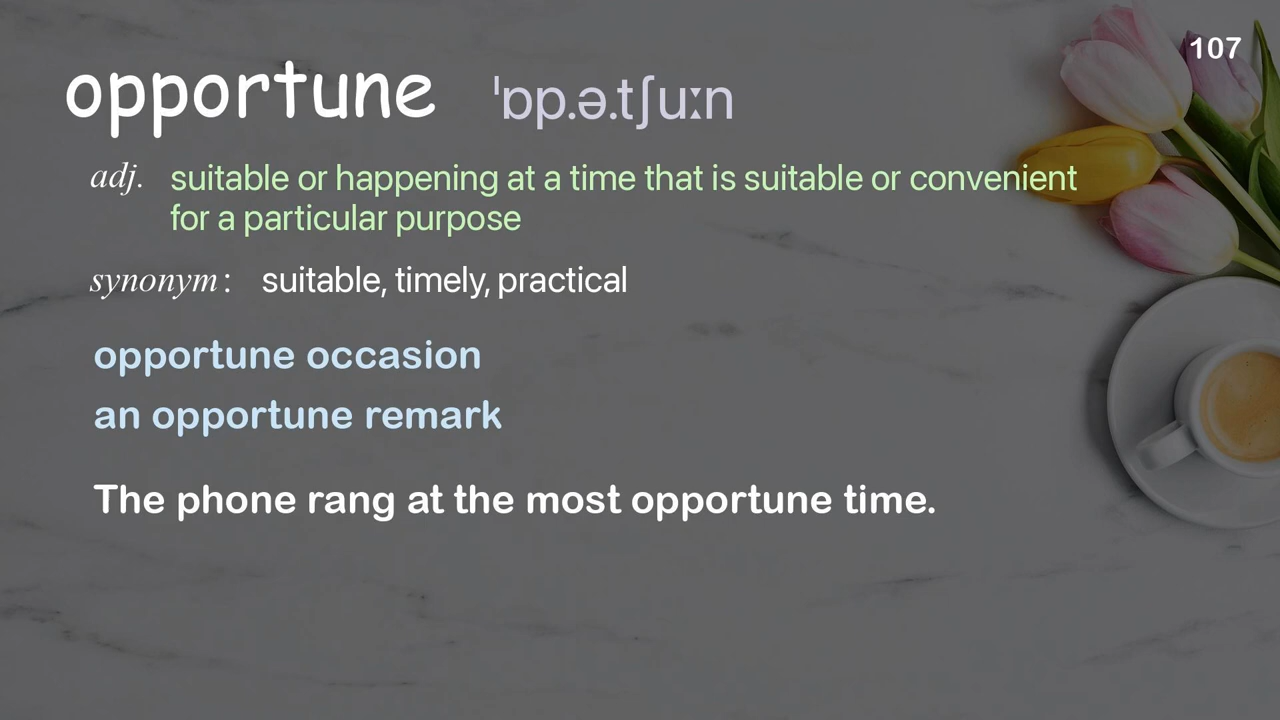 107
opportune ˈɒp.ə.tʃuːn
adj. suitable or happening at a time that is suitable or convenient
for a particular purpose
synonym: suitable, timely, practical
opportune occasion
an opportune remark
The phone rang at the most opportune time.